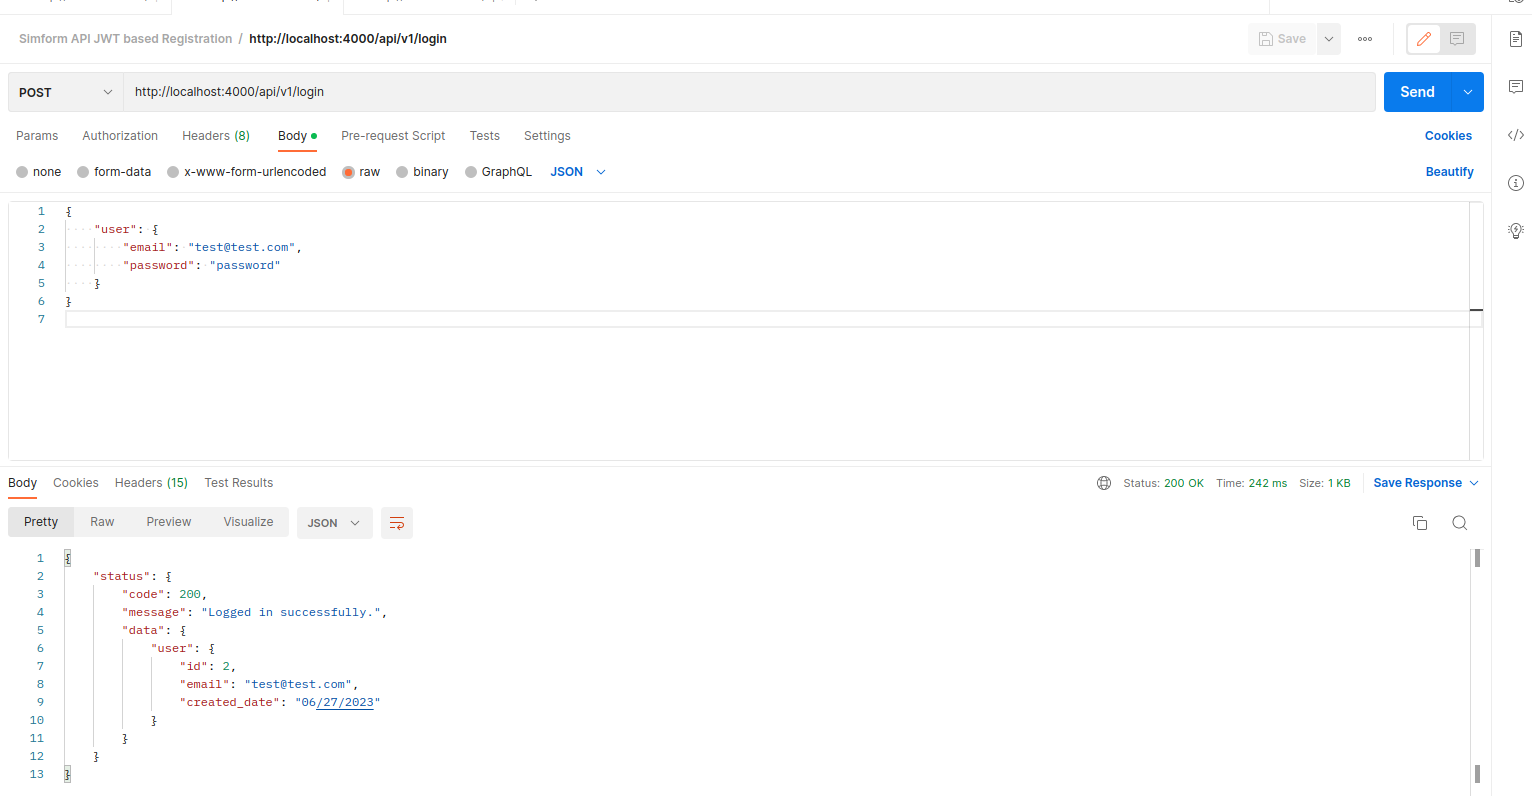 Simform API JWT based Registration / http://localhost:4000/api/v1/login
Save
POST http://localhost:4000/api/v1/login Send
Params Authorization Headers (8) Body Pre-request Script Tests Settings Cookies
none form-data x-www-form-urlencoded raw binary GraphQL JSON Beautify
1 {
2 "user": {
3 "email": "test@test.com",
4 "password": "password"
5 }
6 }
7
Body Cookies Headers (15) Test Results Status: 200 OK Time: 242 ms Size: 1 KB Save Response
Pretty Raw Preview Visualize JSON
1 {
2 "status": {
3 "code": 200,
4 "message": "Logged in successfully.",
5 "data": {
6 "user": {
7 "id": 2,
8 "email": "test@test.com",
9 "created_date": "06/27/2023"
10 }
11 }
12 }
13 }